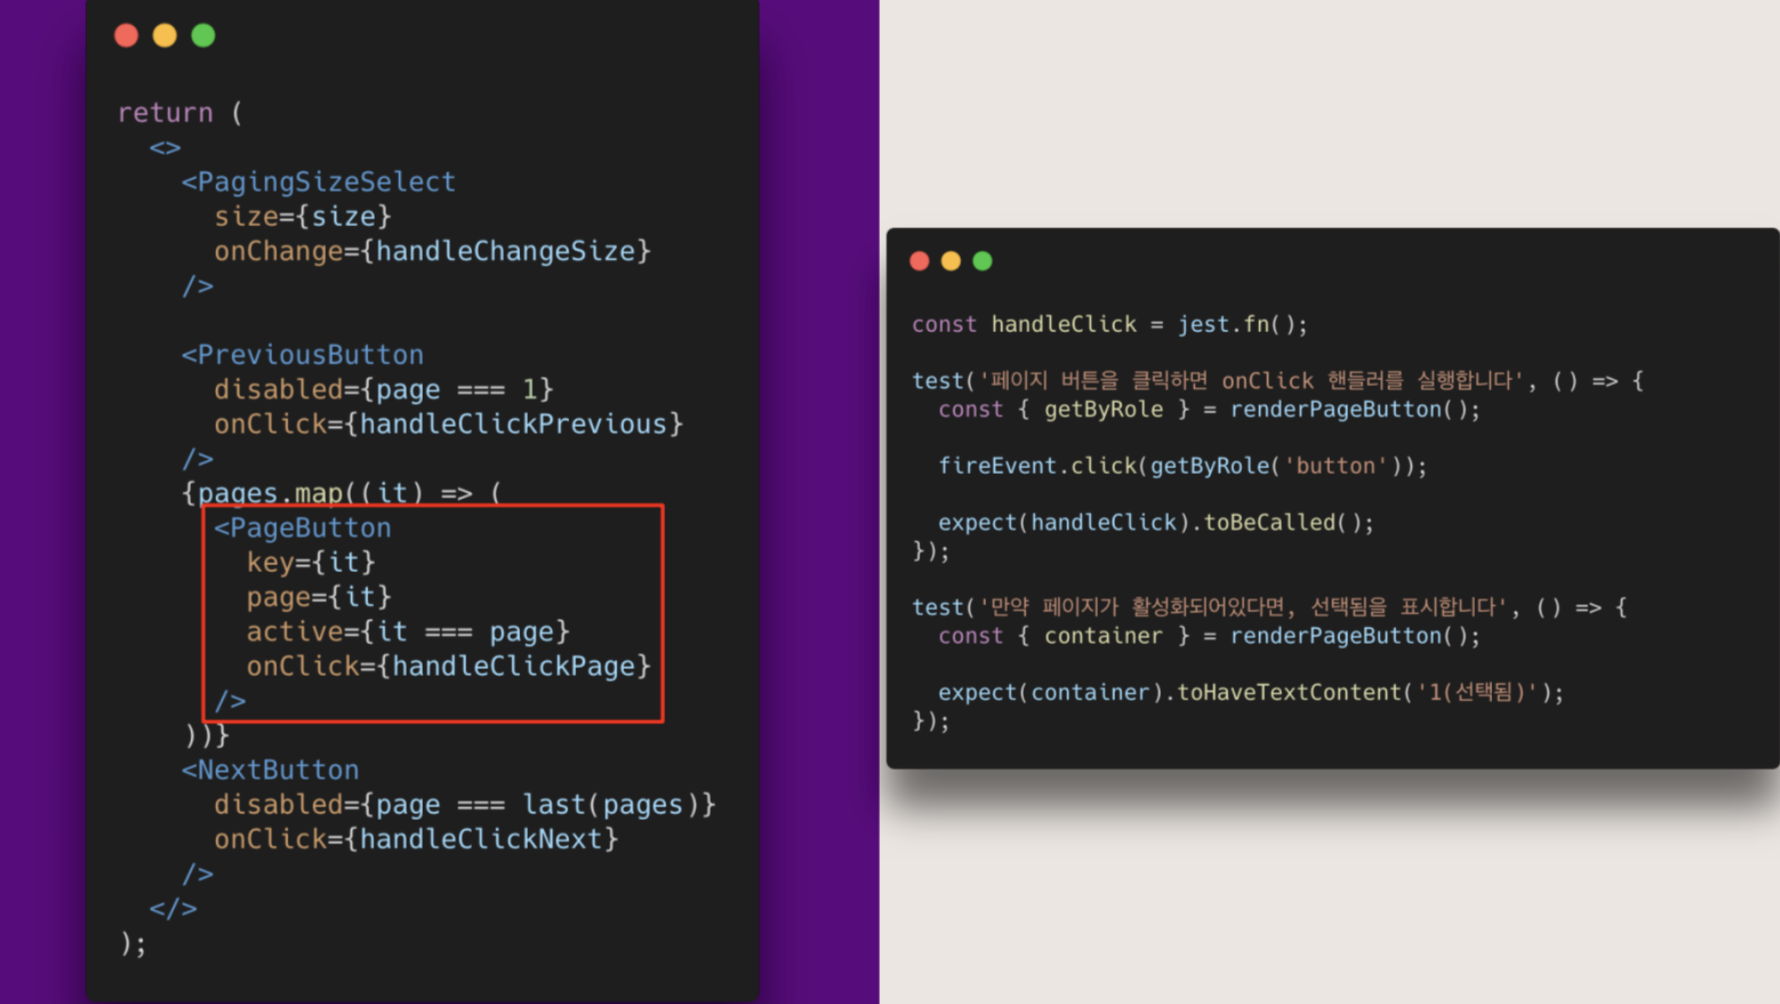 return (
  <>
    <PagingSizeSelect
      size={size}
      onChange={handleChangeSize}
    />

    <PreviousButton
      disabled={page === 1}
      onClick={handleClickPrevious}
    />
    {pages.map((it) => (
      <PageButton
        key={it}
        page={it}
        active={it === page}
        onClick={handleClickPage}
      />
    ))}
    <NextButton
      disabled={page === last(pages)}
      onClick={handleClickNext}
    />
  </>
);

const handleClick = jest.fn();

test('페이지 버튼을 클릭하면 onClick 핸들러를 실행합니다', () => {
  const { getByRole } = renderPageButton();

  fireEvent.click(getByRole('button'));

  expect(handleClick).toBeCalled();
});

test('만약 페이지가 활성화되어있다면, 선택됨을 표시합니다', () => {
  const { container } = renderPageButton();

  expect(container).toHaveTextContent('1(선택됨)');
});